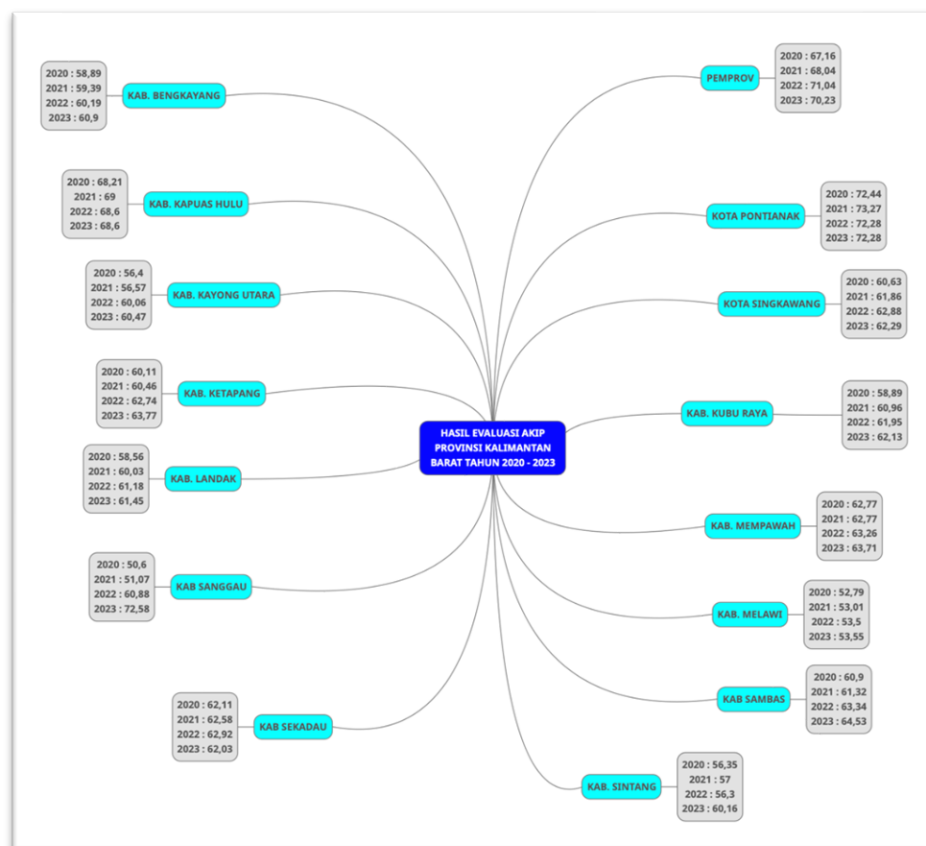 HASIL EVALUASI AKIP
PROVINSI KALIMANTAN
BARAT TAHUN 2020 - 2023
PEMPROV
2020 : 67,16
2021 : 68,04
2022 : 71,04
2023 : 70,23
KOTA PONTIANAK
2020 : 72,44
2021 : 73,27
2022 : 72,28
2023 : 72,28
KOTA SINGKAWANG
2020 : 60,63
2021 : 61,86
2022 : 62,88
2023 : 62,29
KAB. KUBU RAYA
2020 : 58,89
2021 : 60,96
2022 : 61,95
2023 : 62,13
KAB. MEMPAWAH
2020 : 62,77
2021 : 62,77
2022 : 63,26
2023 : 63,71
KAB. MELAWI
2020 : 52,79
2021 : 53,01
2022 : 53,5
2023 : 53,55
KAB SAMBAS
2020 : 60,9
2021 : 61,32
2022 : 63,34
2023 : 64,53
KAB. SINTANG
2020 : 56,35
2021 : 57
2022 : 56,3
2023 : 60,16
KAB. BENGKAYANG
2020 : 58,89
2021 : 59,39
2022 : 60,19
2023 : 60,9
KAB. KAPUAS HULU
2020 : 68,21
2021 : 69
2022 : 68,6
2023 : 68,6
KAB. KAYONG UTARA
2020 : 56,4
2021 : 56,57
2022 : 60,06
2023 : 60,47
KAB. KETAPANG
2020 : 60,11
2021 : 60,46
2022 : 62,74
2023 : 63,77
KAB. LANDAK
2020 : 58,56
2021 : 60,03
2022 : 61,18
2023 : 61,45
KAB SANGGAU
2020 : 50,6
2021 : 51,07
2022 : 60,88
2023 : 72,58
KAB SEKADAU
2020 : 62,11
2021 : 62,58
2022 : 62,92
2023 : 62,03